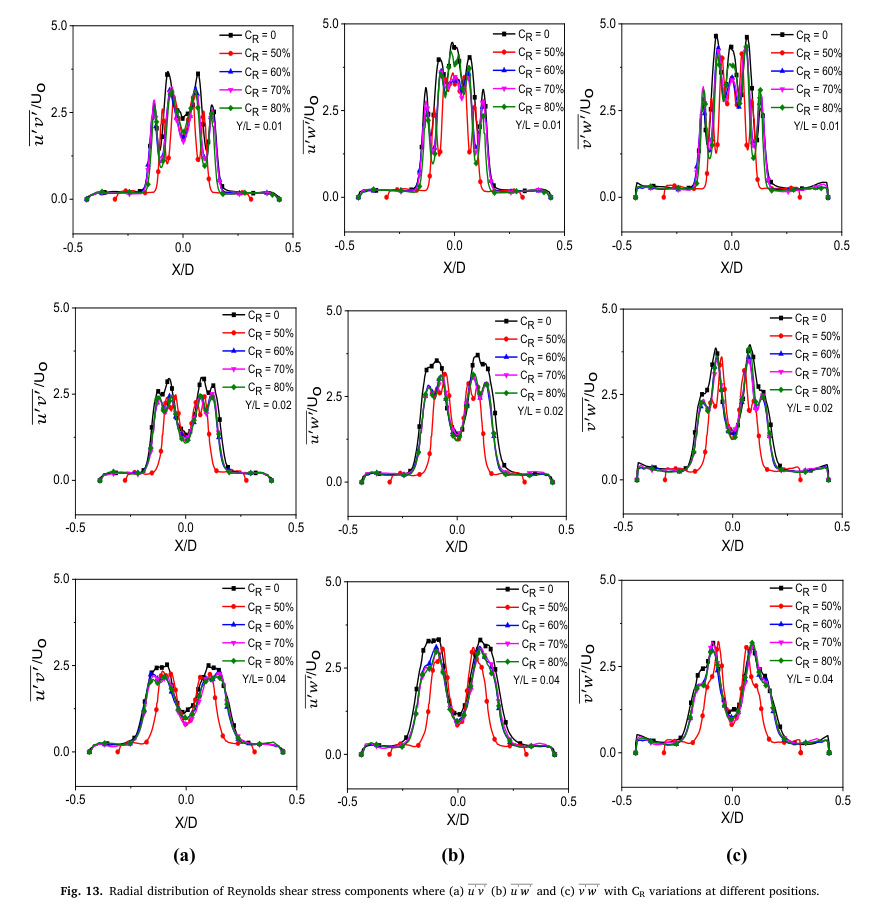 5.0
2.5
0.0
-0.5
0.0
0.5
u'v'/Uo
X/D
C_R = 0
C_R = 50%
C_R = 60%
C_R = 70%
C_R = 80%
Y/L = 0.01
5.0
2.5
0.0
-0.5
0.0
0.5
u'w'/Uo
X/D
C_R = 0
C_R = 50%
C_R = 60%
C_R = 70%
C_R = 80%
Y/L = 0.01
5.0
2.5
0.0
-0.5
0.0
0.5
v'w'/Uo
X/D
C_R = 0
C_R = 50%
C_R = 60%
C_R = 70%
C_R = 80%
Y/L = 0.01
5.0
2.5
0.0
-0.5
0.0
0.5
u'v'/Uo
X/D
C_R = 0
C_R = 50%
C_R = 60%
C_R = 70%
C_R = 80%
Y/L = 0.02
5.0
2.5
0.0
-0.5
0.0
0.5
u'w'/Uo
X/D
C_R = 0
C_R = 50%
C_R = 60%
C_R = 70%
C_R = 80%
Y/L = 0.02
5.0
2.5
0.0
-0.5
0.0
0.5
v'w'/Uo
X/D
C_R = 0
C_R = 50%
C_R = 60%
C_R = 70%
C_R = 80%
Y/L = 0.02
5.0
2.5
0.0
-0.5
0.0
0.5
u'v'/Uo
X/D
C_R = 0
C_R = 50%
C_R = 60%
C_R = 70%
C_R = 80%
Y/L= 0.04
5.0
2.5
0.0
-0.5
0.0
0.5
u'w'/Uo
X/D
C_R = 0
C_R = 50%
C_R = 60%
C_R = 70%
C_R = 80%
Y/L = 0.04
5.0
2.5
0.0
-0.5
0.0
0.5
v'w'/Uo
X/D
C_R = 0
C_R = 50%
C_R = 60%
C_R = 70%
C_R = 80%
Y/L = 0.04
(a)
(b)
(c)
Fig. 13. Radial distribution of Reynolds shear stress components where (a) u'v' (b) u'w' and (c) v'w' with C_R variations at different positions.